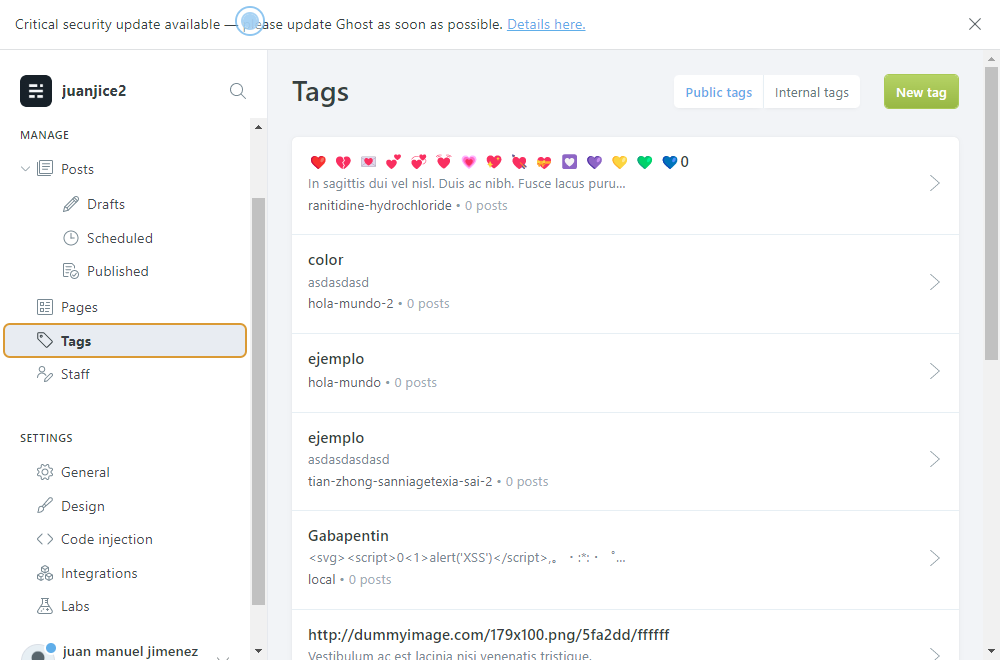 Critical security update available — please update Ghost as soon as possible. Details here.
juanjice2
MANAGE
Posts
Drafts
Scheduled
Published
Pages
Tags
Staff
SETTINGS
General
Design
Code injection
Integrations
Labs
juan manuel jimenez
Tags
Public tags
Internal tags
New tag
❤️ 💔 💌 💕 💞 💓 💗 💖 💘 💝 💟 💜 💛 💚 💙 0
In sagittis dui vel nisl. Duis ac nibh. Fusce lacus puru...
ranitidine-hydrochloride • 0 posts
color
asdasdasd
hola-mundo-2 • 0 posts
ejemplo
hola-mundo • 0 posts
ejemplo
asdasdasdasd
tian-zhong-sanniagetexia-sai-2 • 0 posts
Gabapentin
<svg><script>0<1>alert('XSS')</script>,。・:*:・゜...
local • 0 posts
http://dummyimage.com/179x100.png/5fa2dd/ffffff
Vestibulum ac est lacinia nisi venenatis tristique.